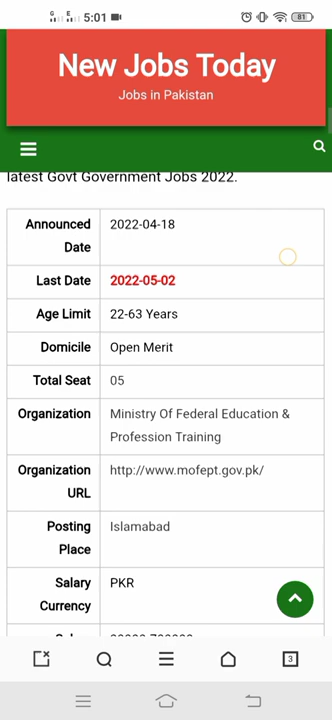 5:01
81
New Jobs Today
Jobs in Pakistan
latest Govt Government Jobs 2022.
Announced Date 2022-04-18
Last Date 2022-05-02
Age Limit 22-63 Years
Domicile Open Merit
Total Seat 05
Organization Ministry Of Federal Education &
Profession Training
Organization URL http://www.mofept.gov.pk/
Posting Place Islamabad
Salary Currency PKR
3